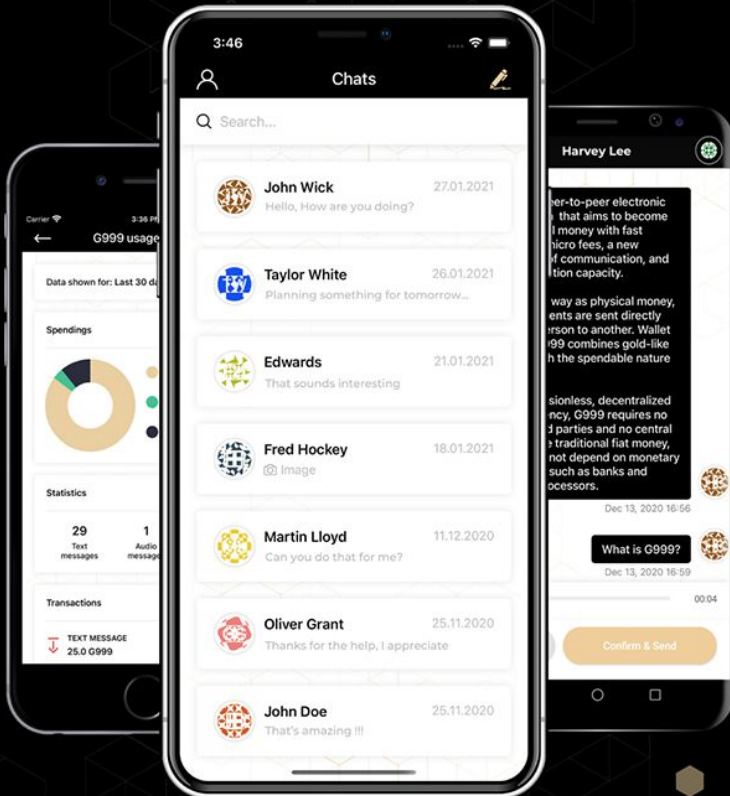 3:46
Chats
Search...
John Wick
27.01.2021
Hello, How are you doing?
Taylor White
26.01.2021
Planning something for tomorrow...
Edwards
21.01.2021
That sounds interesting
Fred Hockey
18.01.2021
Image
Martin Lloyd
11.12.2020
Can you do that for me?
Oliver Grant
25.11.2020
Thanks for the help, I appreciate
John Doe
25.11.2020
That's amazing !!!
Carrier
3:36 PM
G999 usage
Data shown for: Last 30 da
Spendings
Statistics
29
1
Text
Audio
messages
message
Transactions
TEXT MESSAGE
25.0 G999
Harvey Lee
er-to-peer electronic
that aims to become
l money with fast
micro fees, a new
of communication, and
tion capacity.
way as physical money,
ents are sent directly
erson to another. Wallet
999 combines gold-like
h the spendable nature
sionless, decentralized
ncy, G999 requires no
d parties and no central
e traditional fiat money,
not depend on monetary
such as banks and
ocessors.
Dec 13, 2020 16:56
What is G999?
Dec 13, 2020 16:59
00:04
Confirm & Send